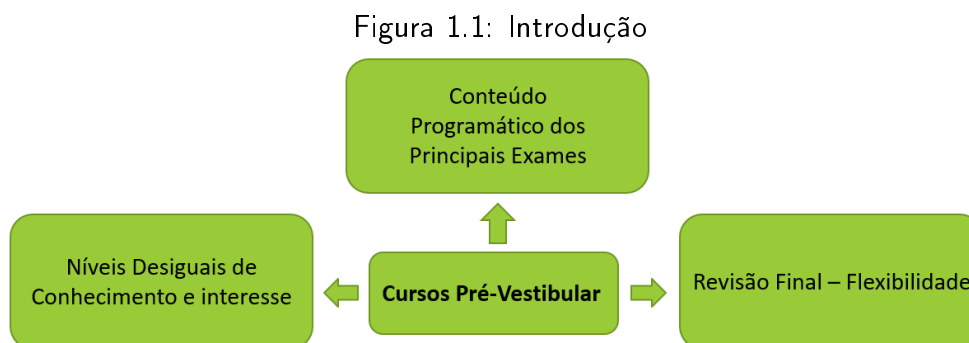 Figura 1.1: Introdução
Conteúdo
Programático dos
Principais Exames
Níveis Desiguais de
Conhecimento e interesse
Cursos Pré-Vestibular
Revisão Final – Flexibilidade